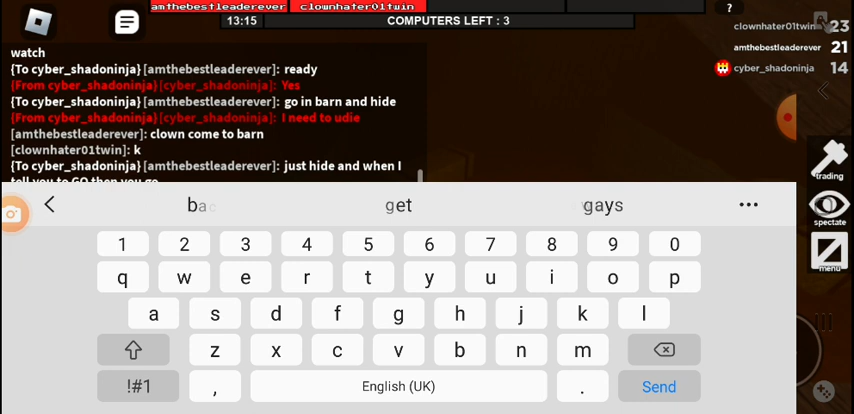 amthebestleaderever clownhater01twin
13:15 COMPUTERS LEFT : 3
?
clownhater01twin 23
amthebestleaderever 21
cyber_shadoninja 14
watch
{To cyber_shadoninja} [amthebestleaderever]: ready
{From cyber_shadoninja} [cyber_shadoninja]: Yes
{To cyber_shadoninja} [amthebestleaderever]: go in barn and hide
{From cyber_shadoninja} [cyber_shadoninja]: I need to udie
[amthebestleaderever]: clown come to barn
[clownhater01twin]: k
{To cyber_shadoninja} [amthebestleaderever]: just hide and when I
tell you to GO then you go
trading
spectate
menu
bac get gays
1 2 3 4 5 6 7 8 9 0
q w e r t y u i o p
a s d f g h j k l
z x c v b n m
!#1 , English (UK) . Send